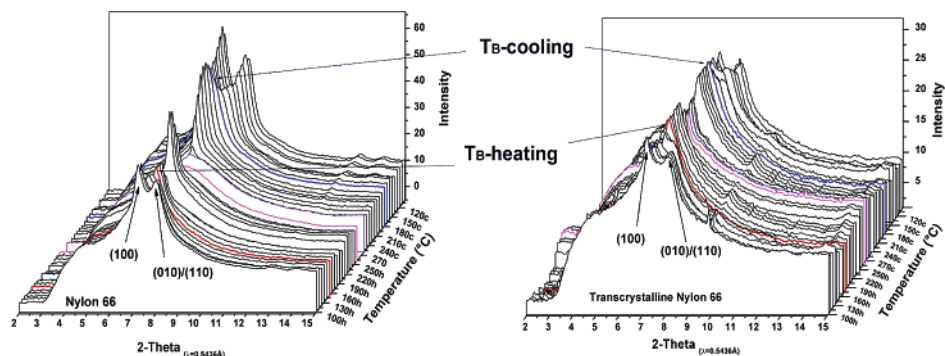 60
50
40
30
20
10
0
Intensity
120c
150c
180c
210c
240c
270
250h
220h
190h
160h
130h
100h
Temperature (°C)
(100)
(010)/(110)
Nylon 66
2 3 4 5 6 7 8 9 10 11 12 13 14 15
2-Theta (λ=0.5436Å)
TB-cooling
TB-heating
30
25
20
15
10
5
Intensity
120c
150c
180c
210c
240c
270c
250h
220h
190h
160h
130h
100h
Temperature (°C)
(100)
(010)/(110)
Transcrystalline Nylon 66
2 3 4 5 6 7 8 9 10 11 12 13 14 15
2-Theta (λ=0.5436Å)